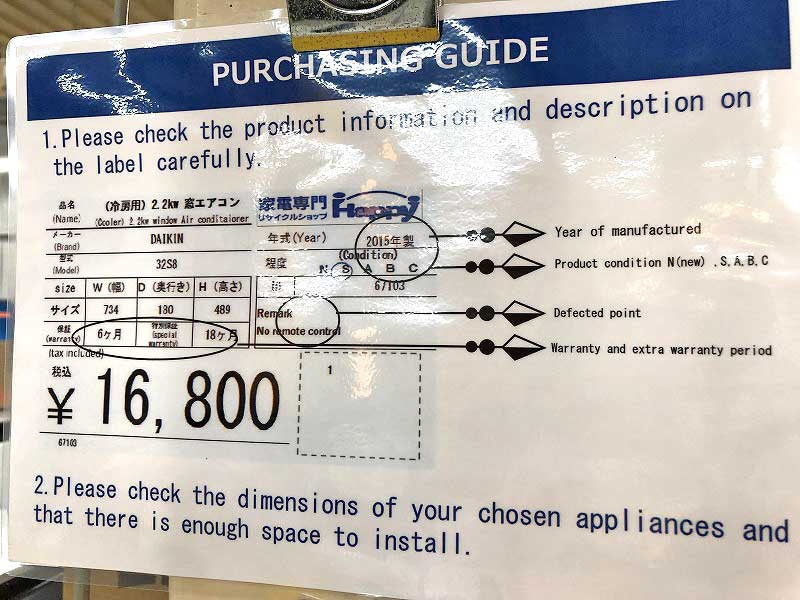 PURCHASING GUIDE
1.Please check the product information and description on
the label carefully.
品名 (冷房用) 2.2kw 窓エアコン
(Name) (Cooler) 2.2kw window Air conditaioner
家電専門
リサイクルショップ Happy
メーカー DAIKIN
(Brand)
年式(Year) 2015年製
Year of manufactured
型式 32S8
(Model)
程度 (Condition)
N S A B C
Product condition N(new) .S.A.B.C
size W (幅) D (奥行き) H (高さ)
67103
サイズ 734 180 489
Remark
No remote control
Defected point
保証 6ヶ月 特別保証 18ヶ月
(warranty) (special warranty)
Warranty and extra warranty period
(tax included)
税込
¥ 16,800
1
67103
2.Please check the dimensions of your chosen appliances and
that there is enough space to install.